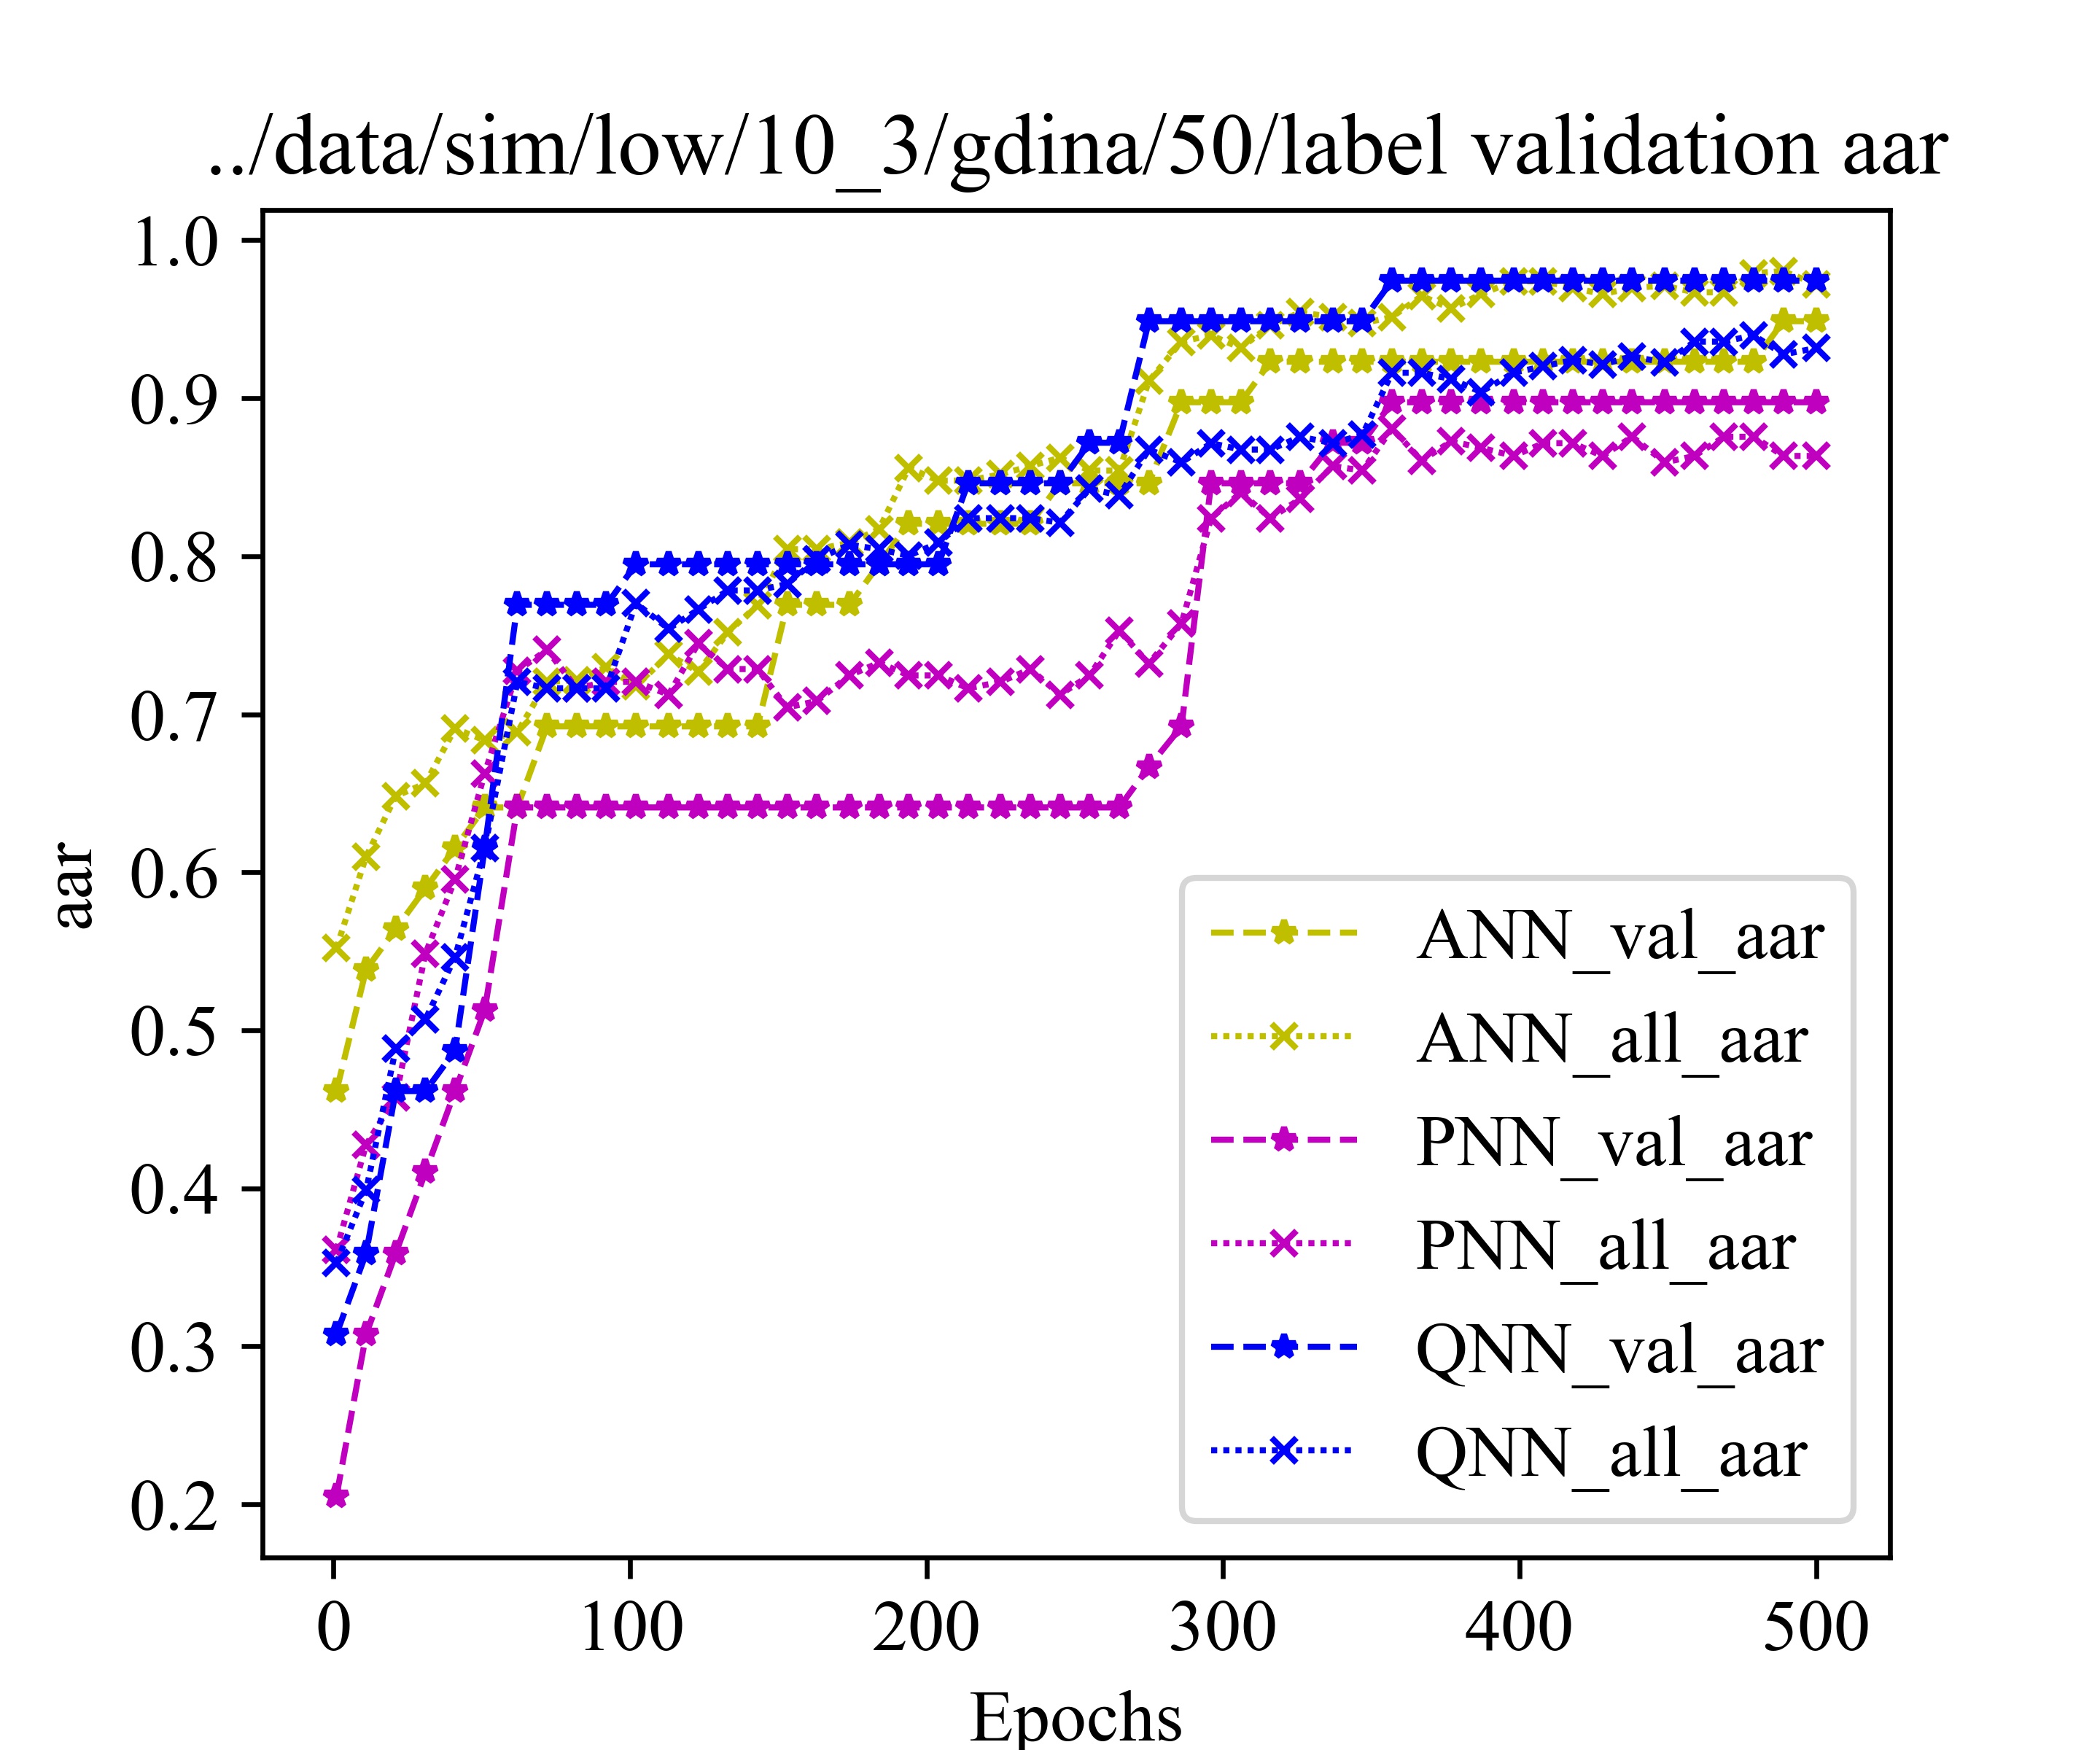 ../data/sim/low/10_3/gdina/50/label validation aar
1.0
0.9
0.8
0.7
0.6
0.5
0.4
0.3
0.2
aar
ANN_val_aar
ANN_all_aar
PNN_val_aar
PNN_all_aar
QNN_val_aar
QNN_all_aar
0 100 200 300 400 500
Epochs